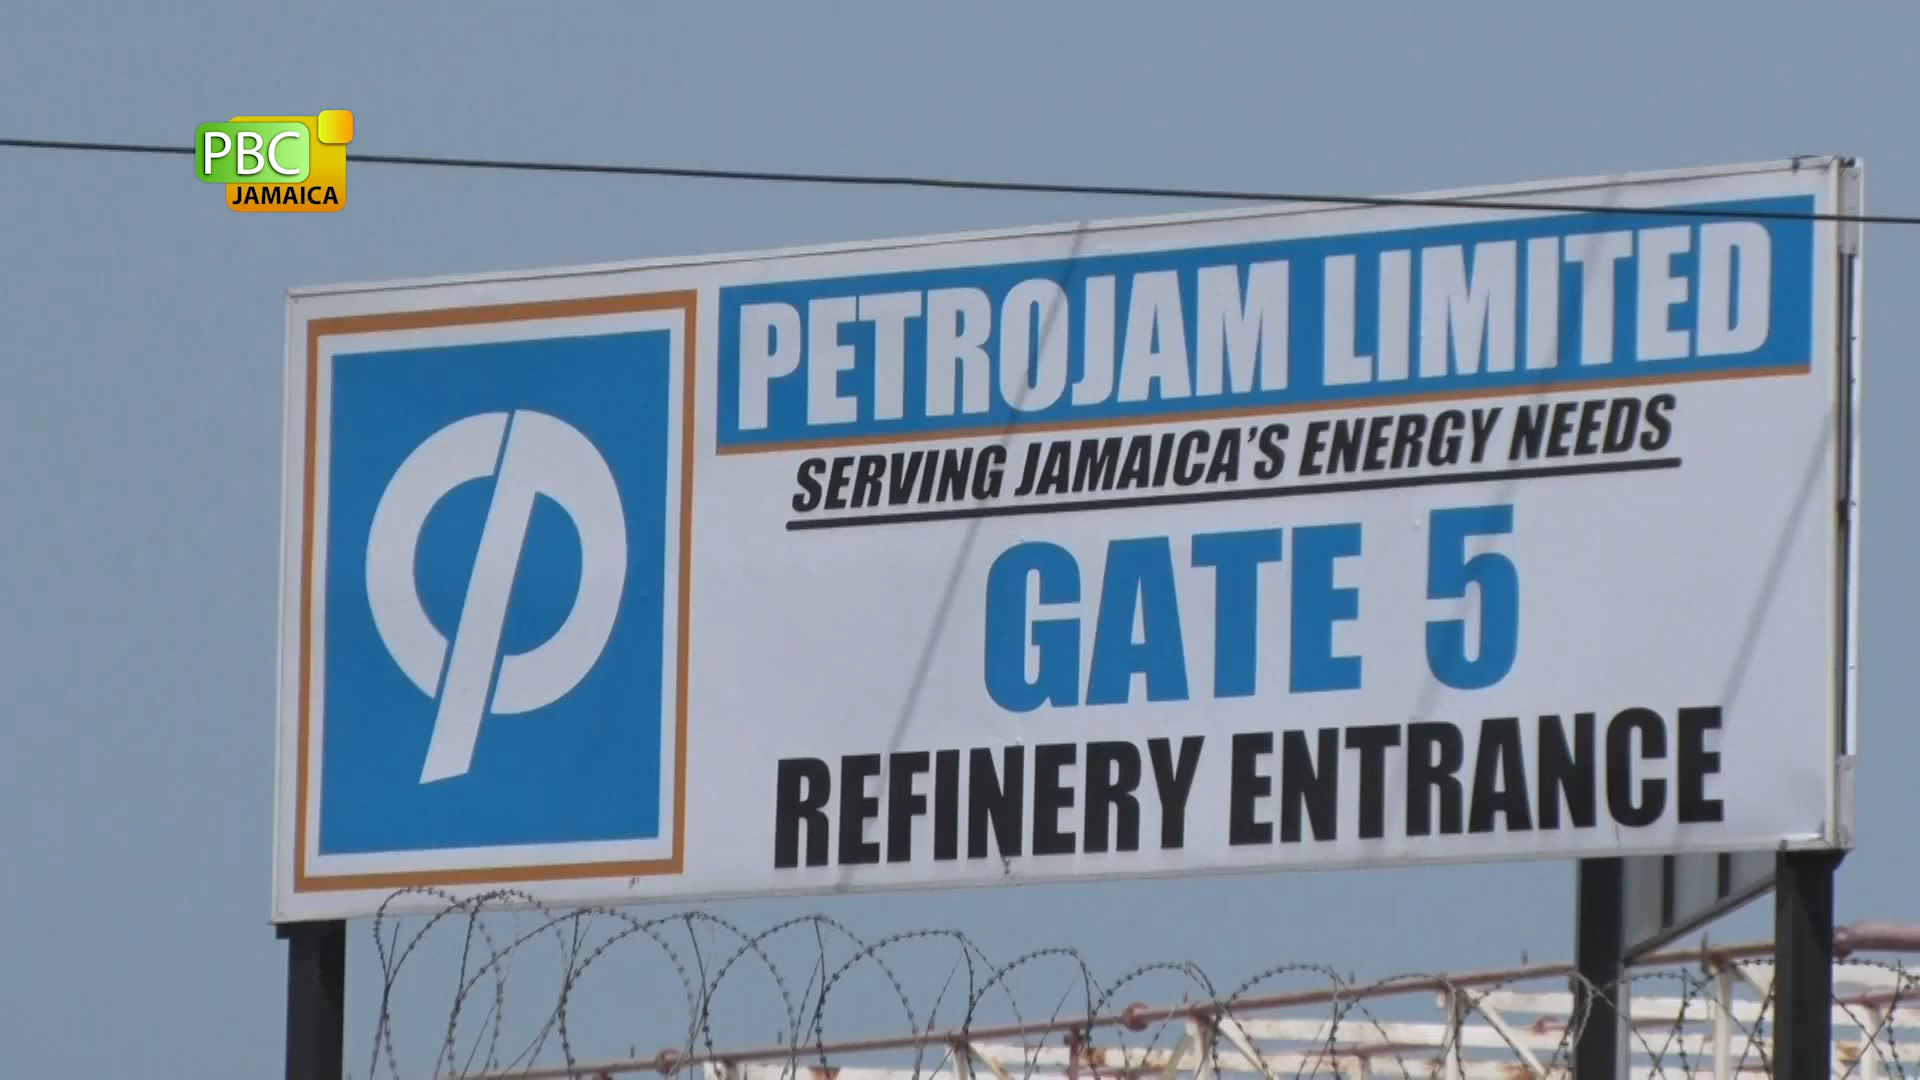 PBC
JAMAICA
PETROJAM LIMITED
SERVING JAMAICA'S ENERGY NEEDS
GATE 5
REFINERY ENTRANCE